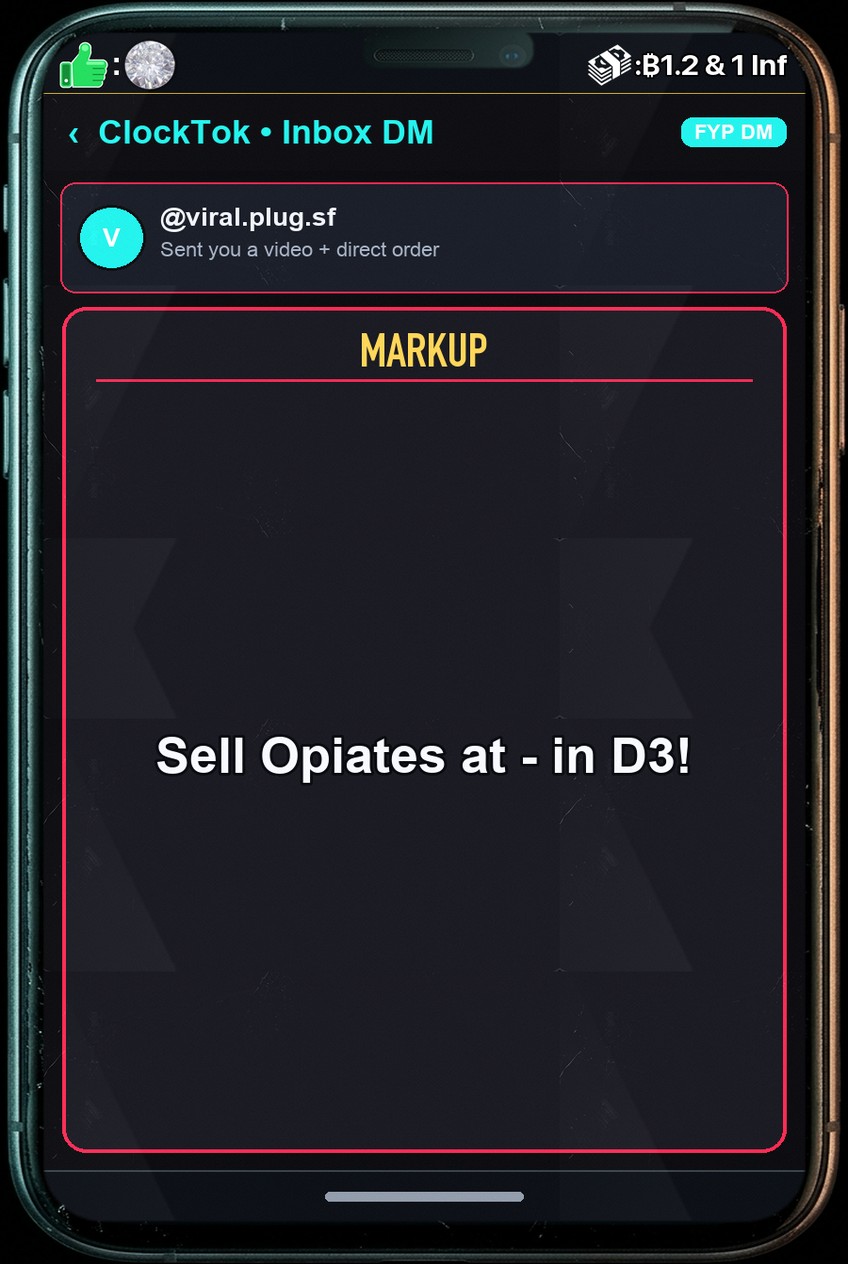 :
:₿1.2 & 1 Inf
‹ ClockTok • Inbox DM
FYP DM
V
@viral.plug.sf
Sent you a video + direct order
MARKUP
Sell Opiates at - in D3!